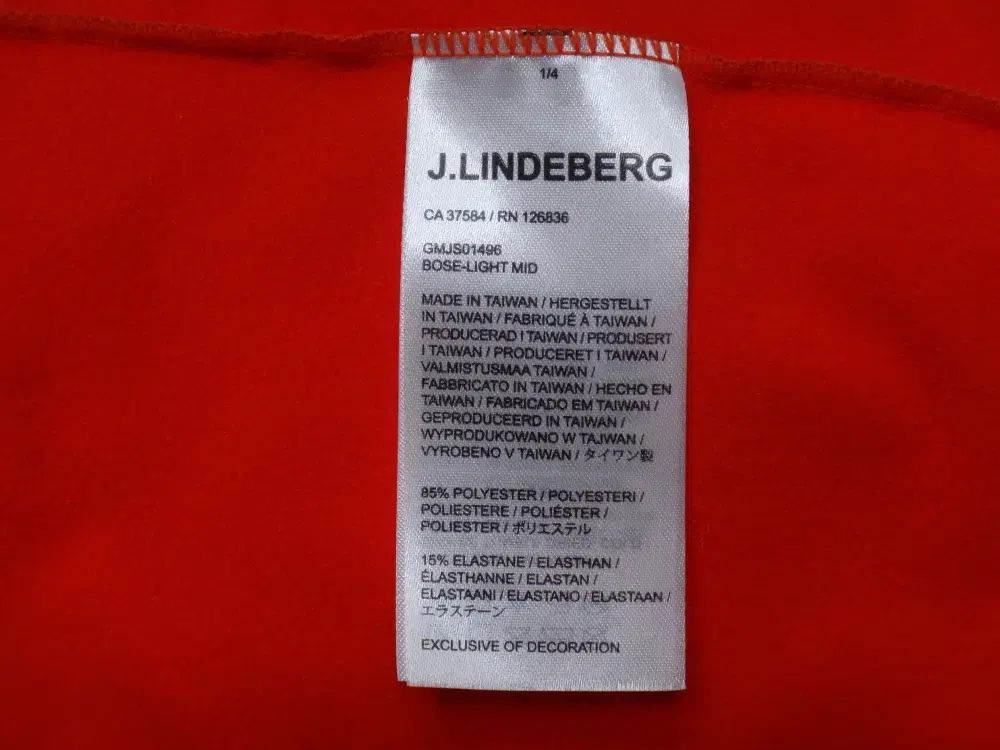 1/4
J.LINDEBERG
CA 37584 / RN 126836
GMJS01496
BOSE-LIGHT MID
MADE IN TAIWAN / HERGESTELLT
IN TAIWAN / FABRIQUÉ À TAIWAN /
PRODUCERAD I TAIWAN / PRODUSERT
I TAIWAN / PRODUCERET I TAIWAN /
VALMISTUSMAA TAIWAN /
FABBRICATO IN TAIWAN / HECHO EN
TAIWAN / FABRICADO EM TAIWAN /
GEPRODUCEERD IN TAIWAN /
WYPRODUKOWANO W TAJWAN /
VYROBENO V TAIWAN / タイワン製
85% POLYESTER / POLYESTERI /
POLIESTERE / POLIÉSTER /
POLIESTER / ポリエステル
15% ELASTANE / ELASTHAN /
ÉLASTHANNE / ELASTAN /
ELASTAANI / ELASTANO / ELASTAAN /
エラステーン
EXCLUSIVE OF DECORATION